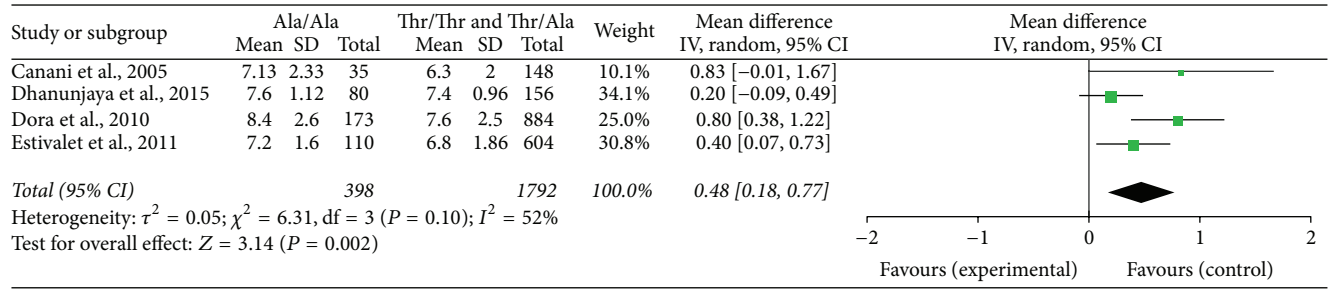 Study or subgroup Ala/Ala Thr/Thr and Thr/Ala Weight Mean difference Mean difference
Mean SD Total Mean SD Total IV, random, 95% CI IV, random, 95% CI
Canani et al., 2005 7.13 2.33 35 6.3 2 148 10.1% 0.83 [−0.01, 1.67]
Dhanunjaya et al., 2015 7.6 1.12 80 7.4 0.96 156 34.1% 0.20 [−0.09, 0.49]
Dora et al., 2010 8.4 2.6 173 7.6 2.5 884 25.0% 0.80 [0.38, 1.22]
Estivalet et al., 2011 7.2 1.6 110 6.8 1.86 604 30.8% 0.40 [0.07, 0.73]
Total (95% CI) 398 1792 100.0% 0.48 [0.18, 0.77]
Heterogeneity: τ² = 0.05; χ² = 6.31, df = 3 (P = 0.10); I² = 52%
Test for overall effect: Z = 3.14 (P = 0.002)
−2 −1 0 1 2
Favours (experimental) Favours (control)